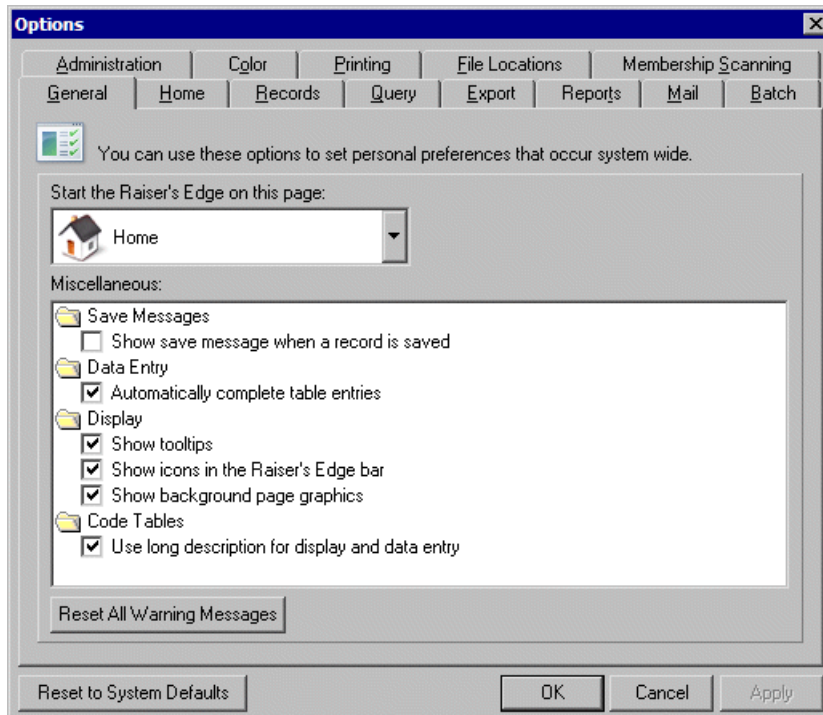 Options
Administration Color Printing File Locations Membership Scanning
General Home Records Query Export Reports Mail Batch
You can use these options to set personal preferences that occur system wide.
Start the Raiser's Edge on this page:
Home
Miscellaneous:
Save Messages
Show save message when a record is saved
Data Entry
Automatically complete table entries
Display
Show tooltips
Show icons in the Raiser's Edge bar
Show background page graphics
Code Tables
Use long description for display and data entry
Reset All Warning Messages
Reset to System Defaults OK Cancel Apply